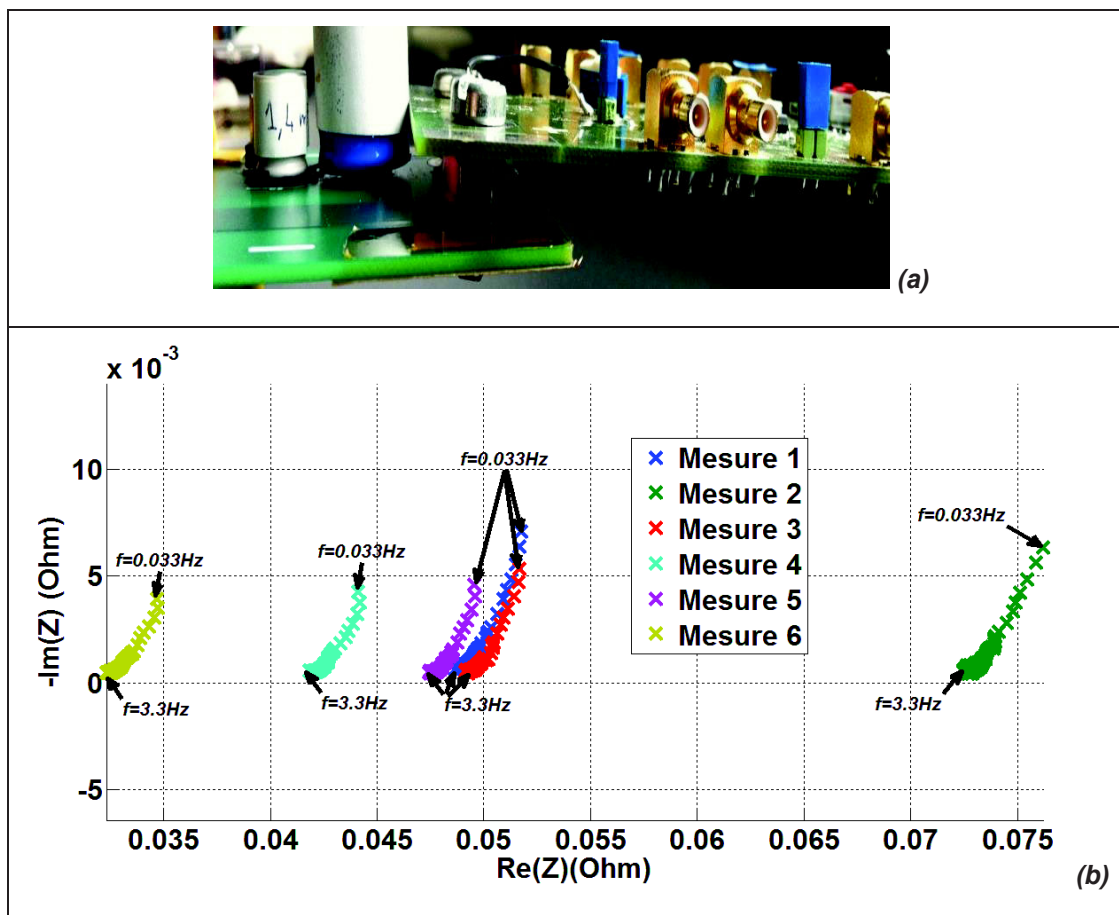 1,4 m
(a)
x 10^-3
10
5
0
-5
-Im(Z) (Ohm)
f=0.033Hz
f=0.033Hz
f=0.033Hz
f=0.033Hz
Mesure 1
Mesure 2
Mesure 3
Mesure 4
Mesure 5
Mesure 6
f=3.3Hz
f=3.3Hz
f=3.3Hz
f=3.3Hz
0.035 0.04 0.045 0.05 0.055 0.06 0.065 0.07 0.075
Re(Z)(Ohm)
(b)